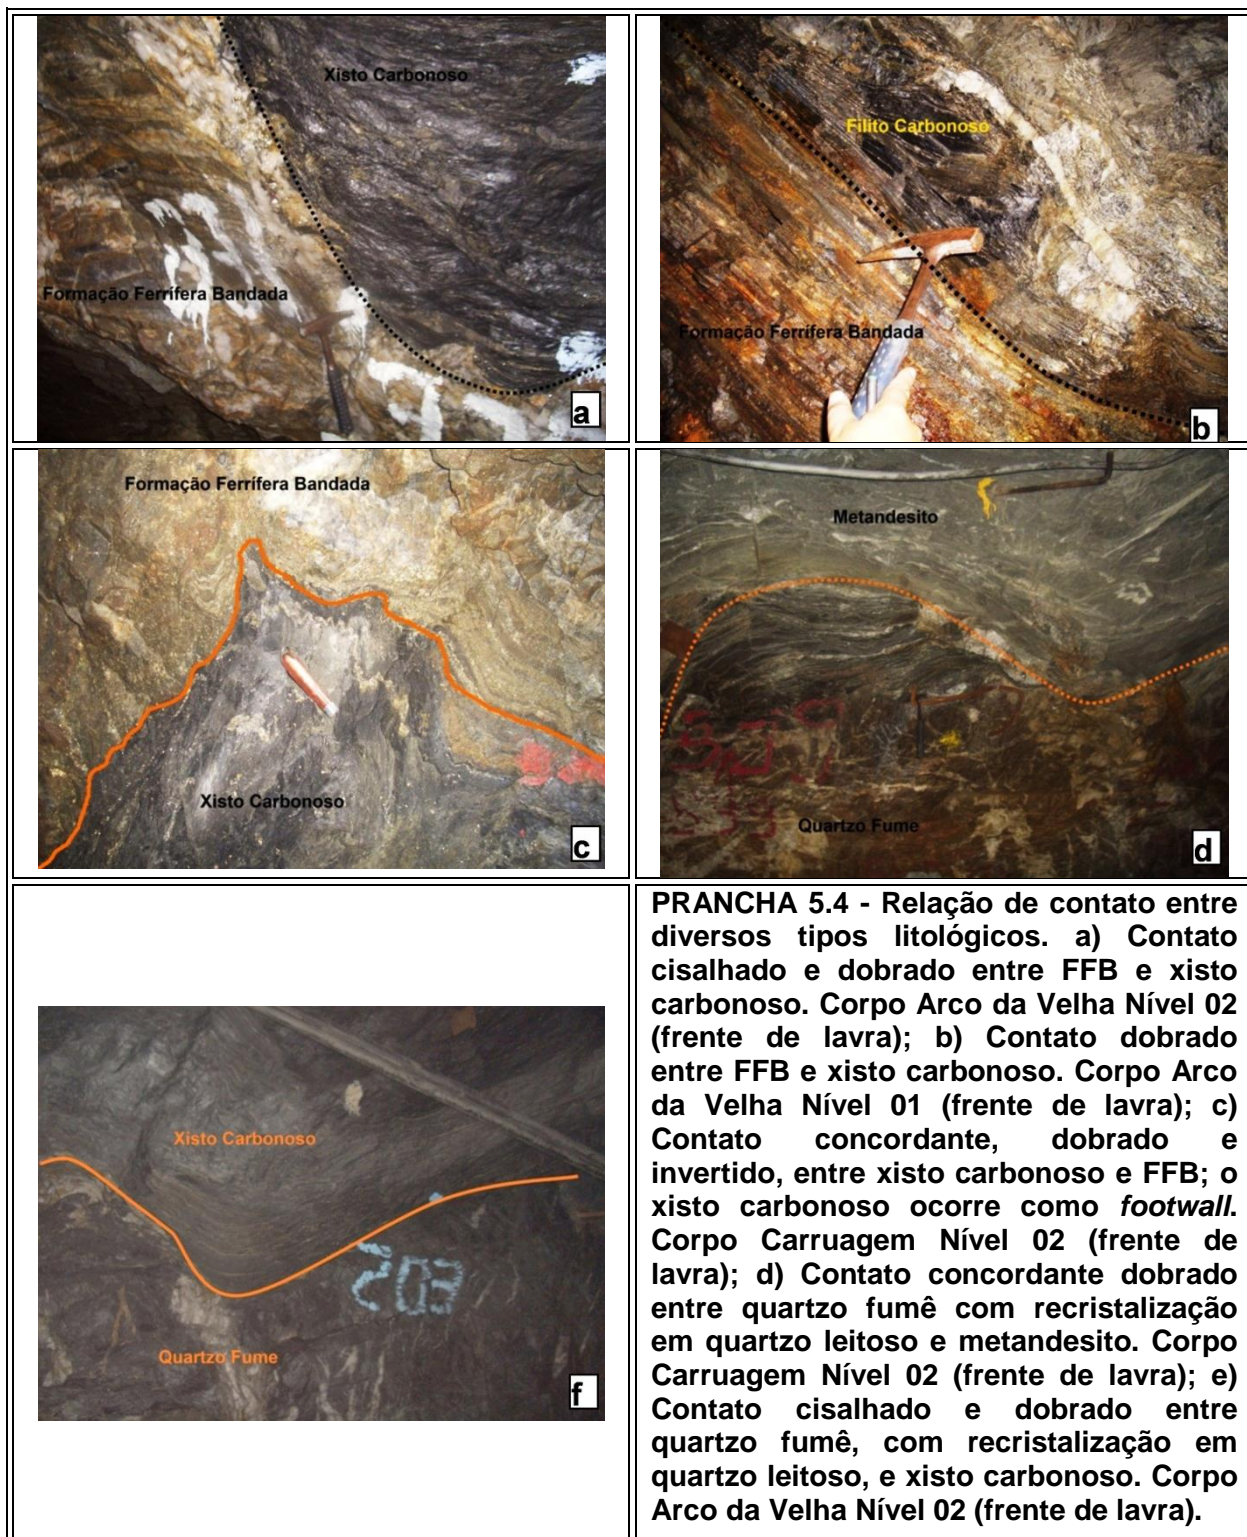 Xisto Carbonoso
Formação Ferrífera Bandada
a
Filito Carbonoso
Formação Ferrífera Bandada
b
Formação Ferrífera Bandada
Xisto Carbonoso
c
Metandesito
Quartzo Fume
d
Xisto Carbonoso
203
Quartzo Fume
f
PRANCHA 5.4 - Relação de contato entre
diversos tipos litológicos. a) Contato
cisalhado e dobrado entre FFB e xisto
carbonoso. Corpo Arco da Velha Nível 02
(frente de lavra); b) Contato dobrado
entre FFB e xisto carbonoso. Corpo Arco
da Velha Nível 01 (frente de lavra); c)
Contato concordante, dobrado e
invertido, entre xisto carbonoso e FFB; o
xisto carbonoso ocorre como footwall.
Corpo Carruagem Nível 02 (frente de
lavra); d) Contato concordante dobrado
entre quartzo fumê com recristalização
em quartzo leitoso e metandesito. Corpo
Carruagem Nível 02 (frente de lavra); e)
Contato cisalhado e dobrado entre
quartzo fumê, com recristalização em
quartzo leitoso, e xisto carbonoso. Corpo
Arco da Velha Nível 02 (frente de lavra).